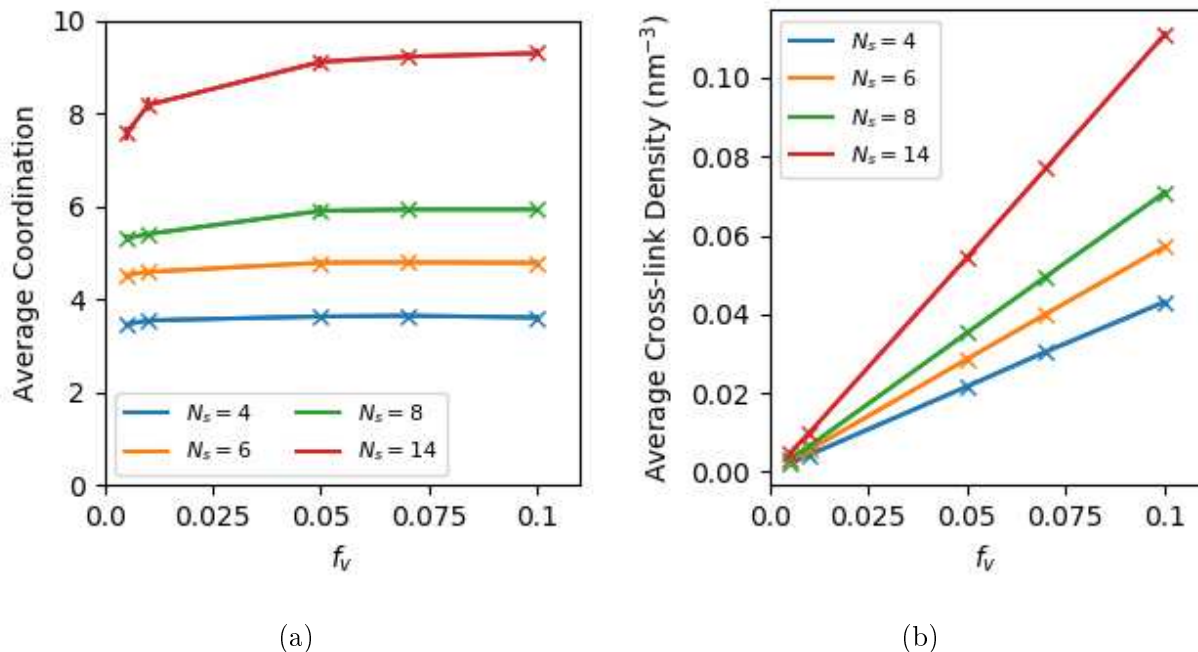 10
8
6
4
2
0
Average Coordination
N_s = 4
N_s = 6
N_s = 8
N_s = 14
0.0 0.025 0.05 0.075 0.1
f_v
(a)
0.10
0.08
0.06
0.04
0.02
0.00
Average Cross-link Density (nm⁻³)
N_s = 4
N_s = 6
N_s = 8
N_s = 14
0.0 0.025 0.05 0.075 0.1
f_v
(b)